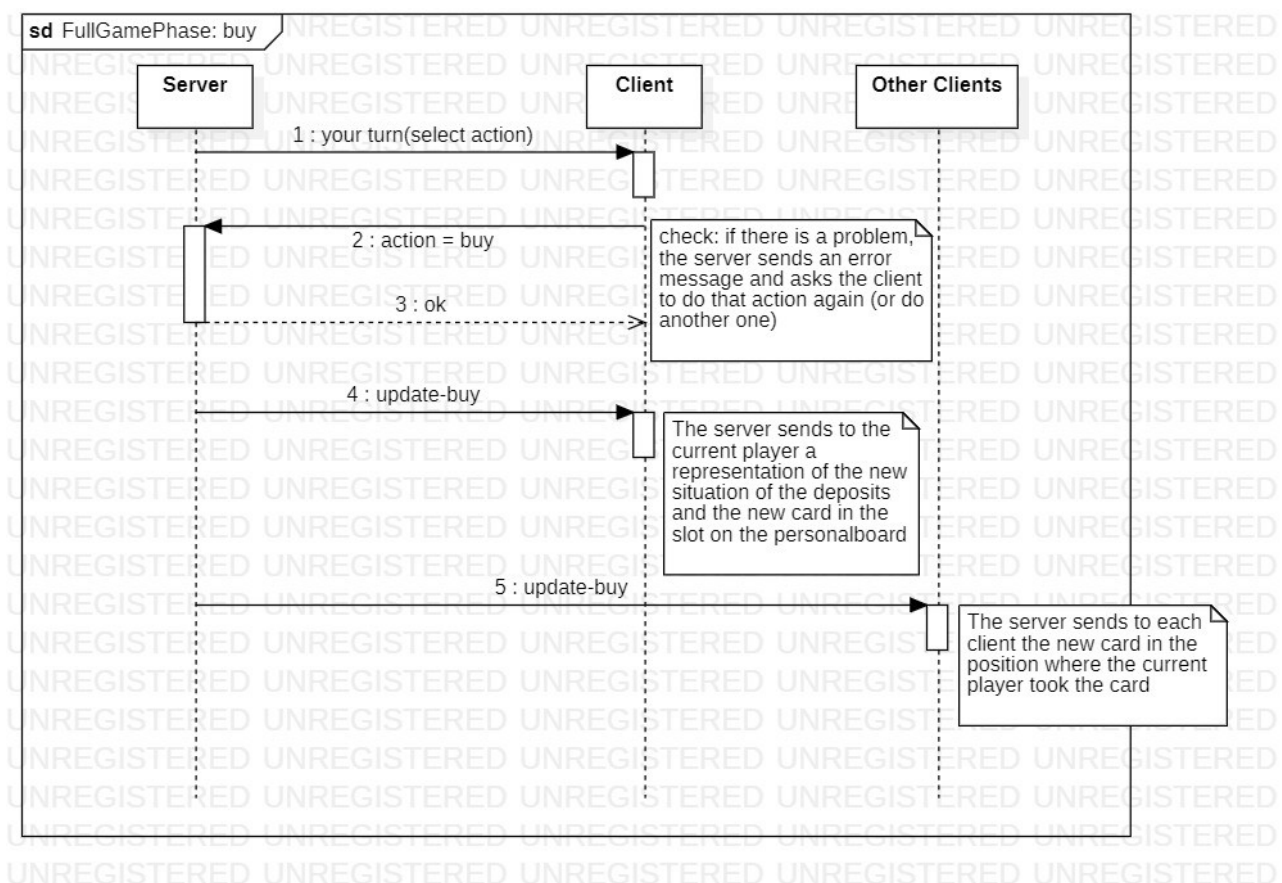 sd FullGamePhase: buy
Server
Client
Other Clients
1 : your turn(select action)
2 : action = buy
check: if there is a problem,
the server sends an error
message and asks the client
to do that action again (or do
another one)
3 : ok
4 : update-buy
The server sends to the
current player a
representation of the new
situation of the deposits
and the new card in the
slot on the personalboard
5 : update-buy
The server sends to each
client the new card in the
position where the current
player took the card
UNREGISTERED